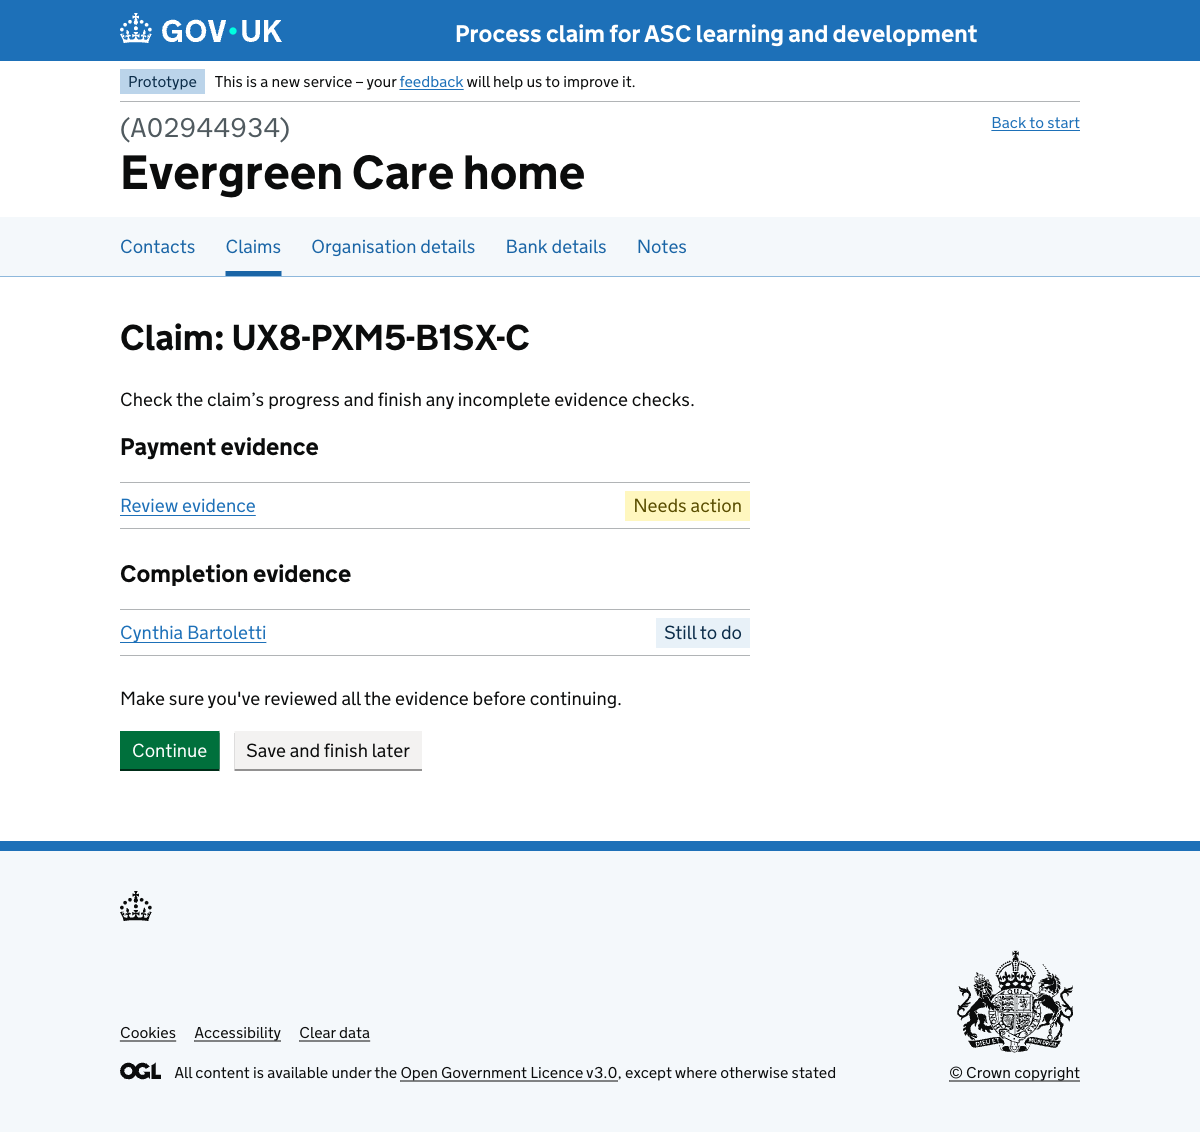 GOV·UK
Process claim for ASC learning and development
Prototype This is a new service – your feedback will help us to improve it.
(A02944934)
Back to start
Evergreen Care home
Contacts Claims Organisation details Bank details Notes
Claim: UX8-PXM5-B1SX-C
Check the claim’s progress and finish any incomplete evidence checks.
Payment evidence
Review evidence Needs action
Completion evidence
Cynthia Bartoletti Still to do
Make sure you've reviewed all the evidence before continuing.
Continue Save and finish later
Cookies Accessibility Clear data
OGL All content is available under the Open Government Licence v3.0, except where otherwise stated
© Crown copyright